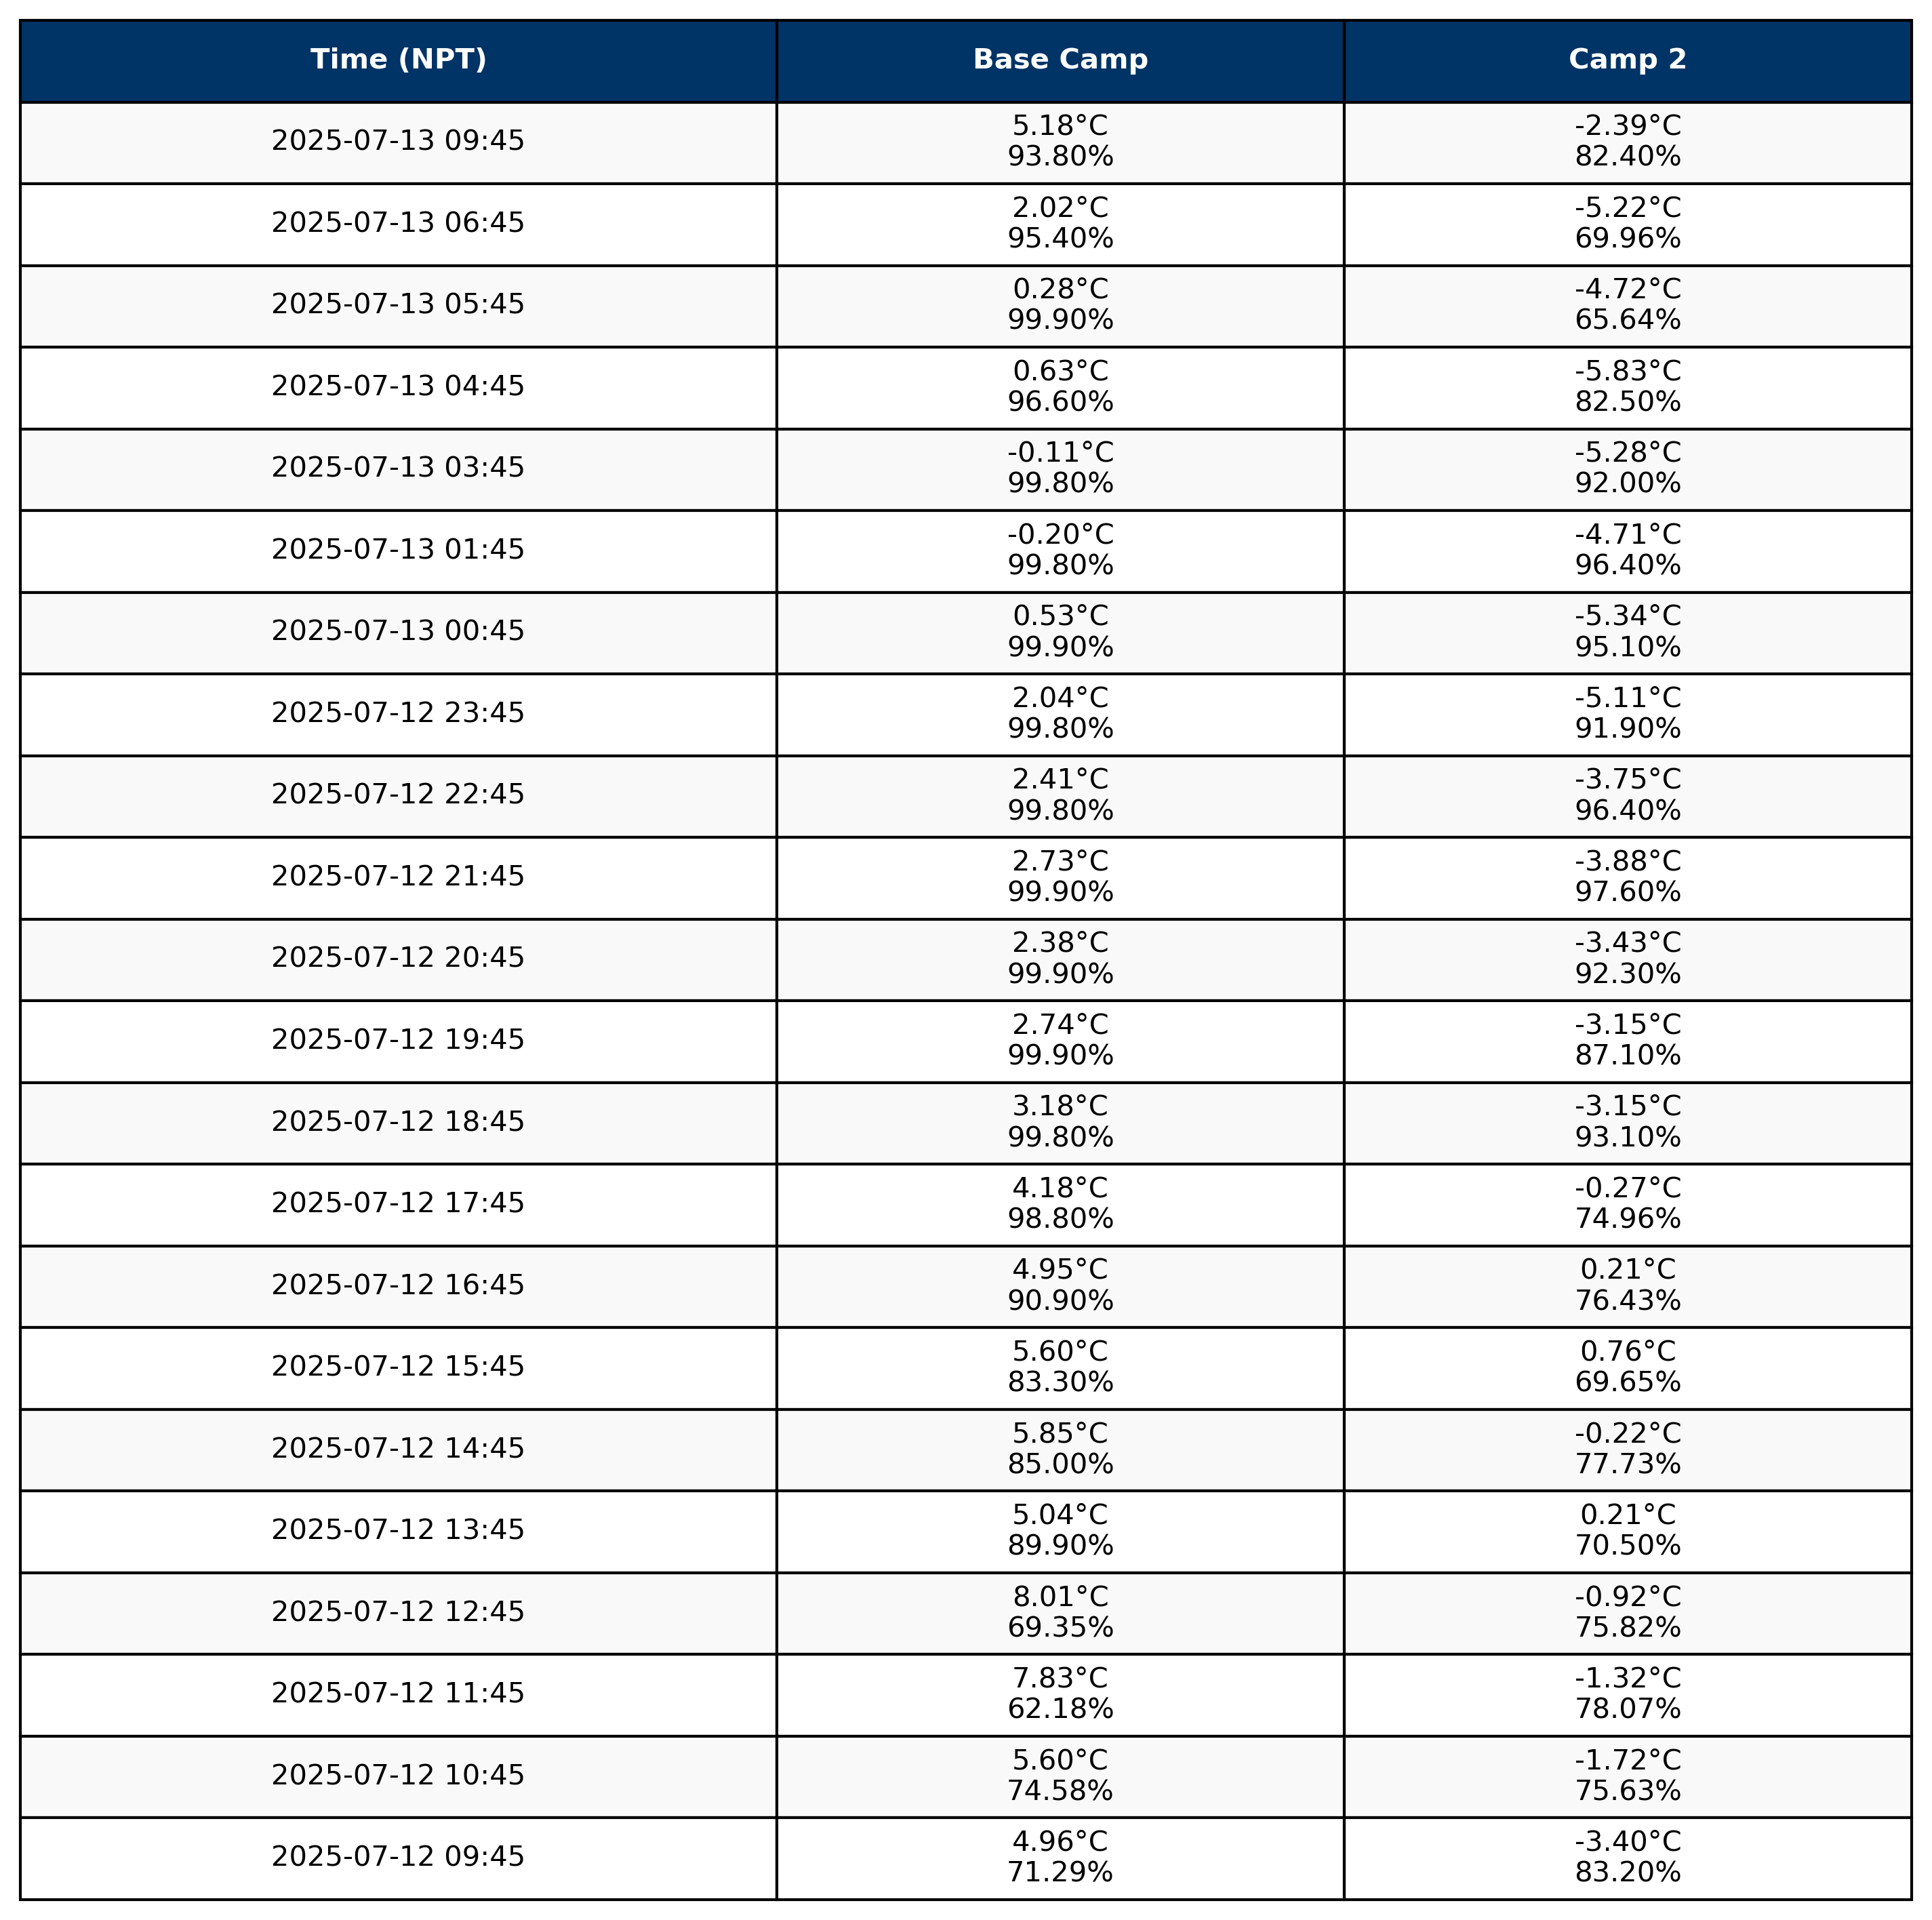 Time (NPT) Base Camp Camp 2
2025-07-13 09:45 5.18°C -2.39°C
93.80% 82.40%
2025-07-13 06:45 2.02°C -5.22°C
95.40% 69.96%
2025-07-13 05:45 0.28°C -4.72°C
99.90% 65.64%
2025-07-13 04:45 0.63°C -5.83°C
96.60% 82.50%
2025-07-13 03:45 -0.11°C -5.28°C
99.80% 92.00%
2025-07-13 01:45 -0.20°C -4.71°C
99.80% 96.40%
2025-07-13 00:45 0.53°C -5.34°C
99.90% 95.10%
2025-07-12 23:45 2.04°C -5.11°C
99.80% 91.90%
2025-07-12 22:45 2.41°C -3.75°C
99.80% 96.40%
2025-07-12 21:45 2.73°C -3.88°C
99.90% 97.60%
2025-07-12 20:45 2.38°C -3.43°C
99.90% 92.30%
2025-07-12 19:45 2.74°C -3.15°C
99.90% 87.10%
2025-07-12 18:45 3.18°C -3.15°C
99.80% 93.10%
2025-07-12 17:45 4.18°C -0.27°C
98.80% 74.96%
2025-07-12 16:45 4.95°C 0.21°C
90.90% 76.43%
2025-07-12 15:45 5.60°C 0.76°C
83.30% 69.65%
2025-07-12 14:45 5.85°C -0.22°C
85.00% 77.73%
2025-07-12 13:45 5.04°C 0.21°C
89.90% 70.50%
2025-07-12 12:45 8.01°C -0.92°C
69.35% 75.82%
2025-07-12 11:45 7.83°C -1.32°C
62.18% 78.07%
2025-07-12 10:45 5.60°C -1.72°C
74.58% 75.63%
2025-07-12 09:45 4.96°C -3.40°C
71.29% 83.20%